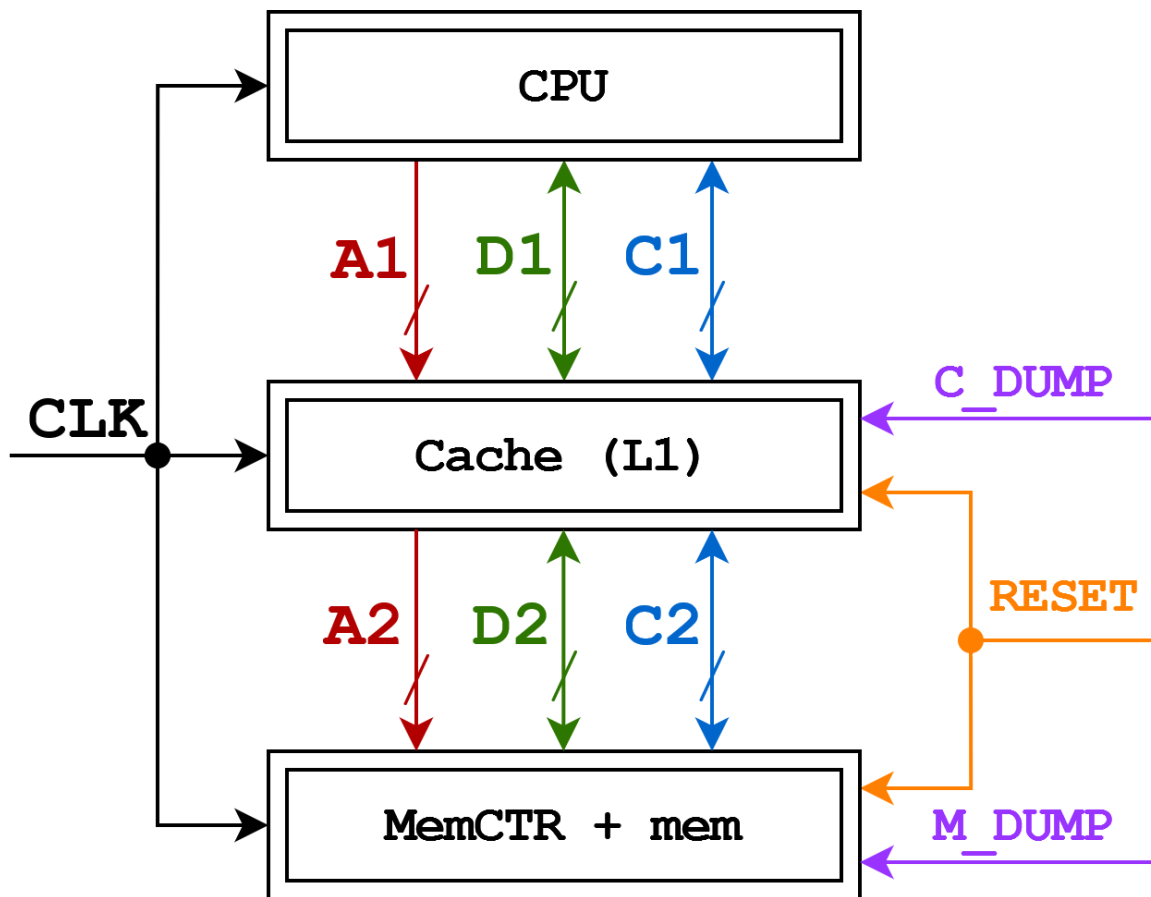 CPU
A1
D1
C1
C_DUMP
CLK
Cache (L1)
RESET
A2
D2
C2
MemCTR + mem
M_DUMP